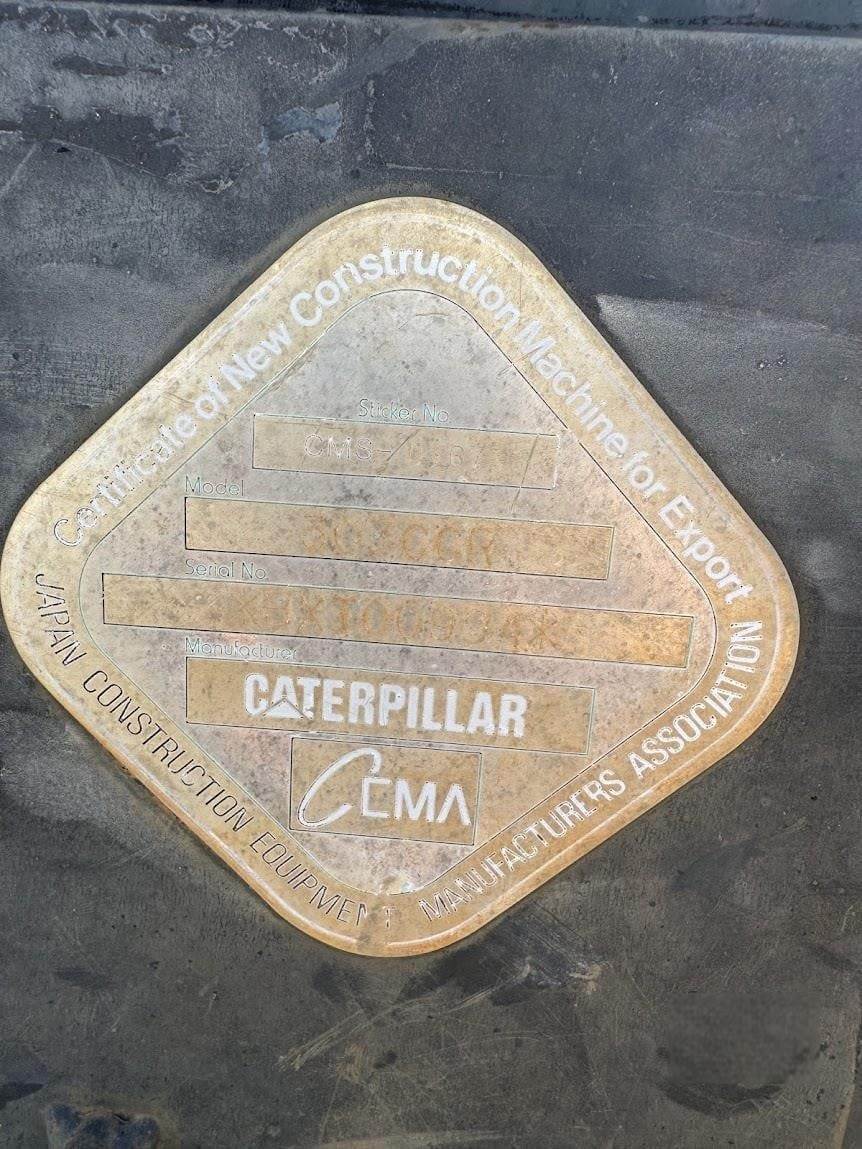 Certificate of New Construction Machine for Export
Sticker No
Model
Serial No
Manufacturer
CATERPILLAR
CEMA
JAPAN CONSTRUCTION EQUIPMENT MANUFACTURERS ASSOCIATION